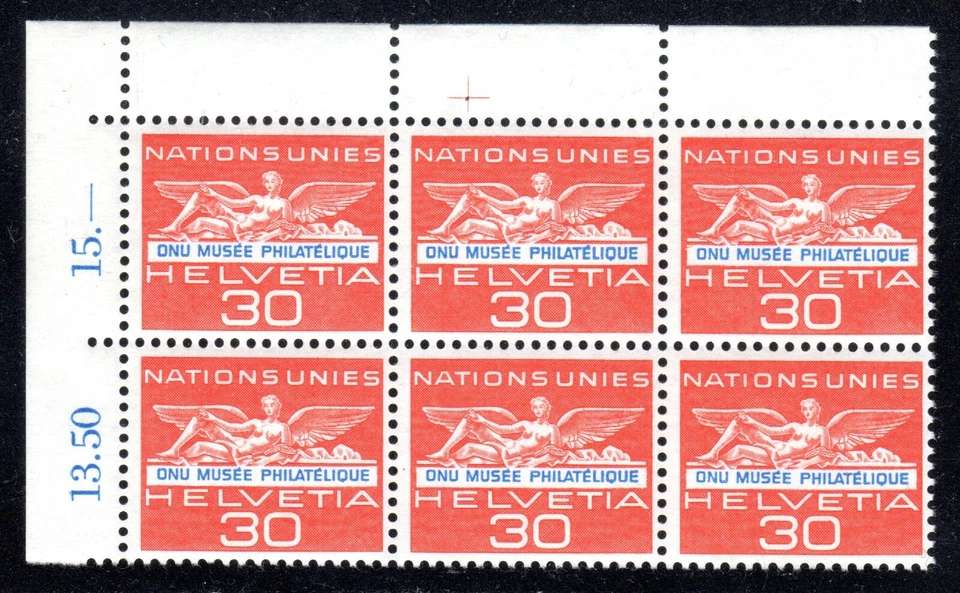 15.—
NATIONS UNIES NATIONS UNIES NATIONS UNIES
ONU MUSÉE PHILATÉLIQUE ONU MUSÉE PHILATÉLIQUE ONU MUSÉE PHILATÉLIQUE
HELVETIA HELVETIA HELVETIA
30 30 30
13.50
NATIONS UNIES NATIONS UNIES NATIONS UNIES
ONU MUSÉE PHILATÉLIQUE ONU MUSÉE PHILATÉLIQUE ONU MUSÉE PHILATÉLIQUE
HELVETIA HELVETIA HELVETIA
30 30 30